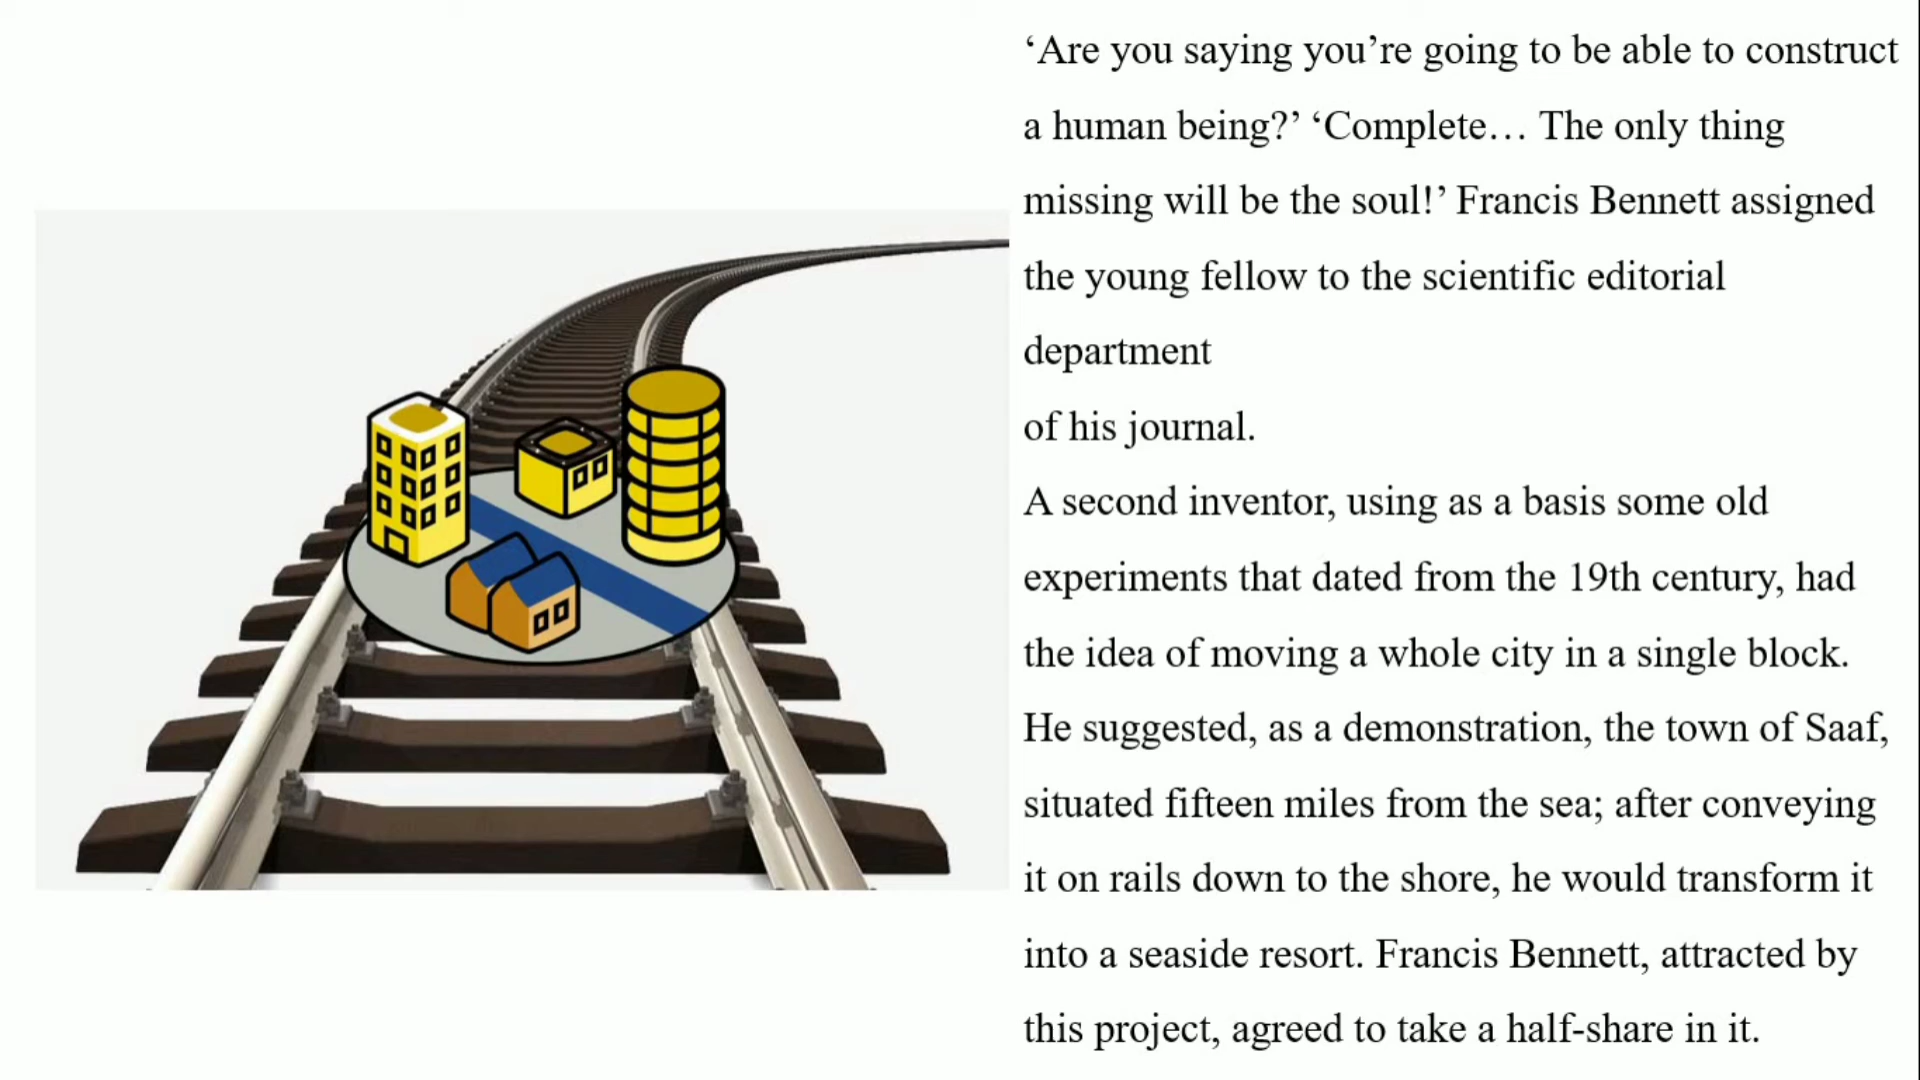 ‘Are you saying you’re going to be able to construct
a human being?’ ‘Complete… The only thing
missing will be the soul!’ Francis Bennett assigned
the young fellow to the scientific editorial
department
of his journal.
A second inventor, using as a basis some old
experiments that dated from the 19th century, had
the idea of moving a whole city in a single block.
He suggested, as a demonstration, the town of Saaf,
situated fifteen miles from the sea; after conveying
it on rails down to the shore, he would transform it
into a seaside resort. Francis Bennett, attracted by
this project, agreed to take a half-share in it.